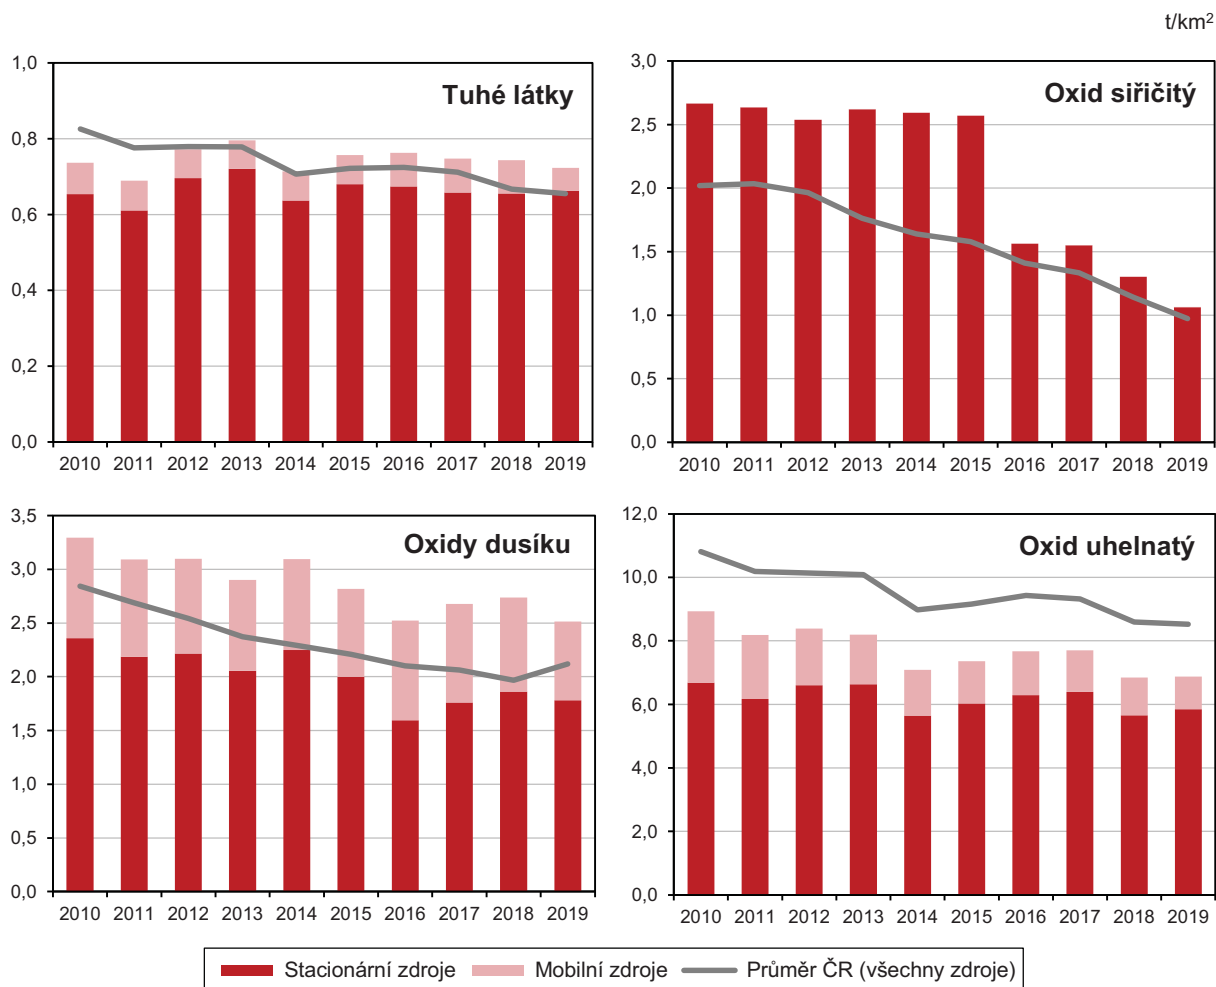 t/km²
Tuhé látky
1,0
0,8
0,6
0,4
0,2
0,0
2010 2011 2012 2013 2014 2015 2016 2017 2018 2019
Oxid siřičitý
3,0
2,5
2,0
1,5
1,0
0,5
0,0
2010 2011 2012 2013 2014 2015 2016 2017 2018 2019
Oxidy dusíku
3,5
3,0
2,5
2,0
1,5
1,0
0,5
0,0
2010 2011 2012 2013 2014 2015 2016 2017 2018 2019
Oxid uhelnatý
12,0
10,0
8,0
6,0
4,0
2,0
0,0
2010 2011 2012 2013 2014 2015 2016 2017 2018 2019
Stacionární zdroje Mobilní zdroje Průměr ČR (všechny zdroje)